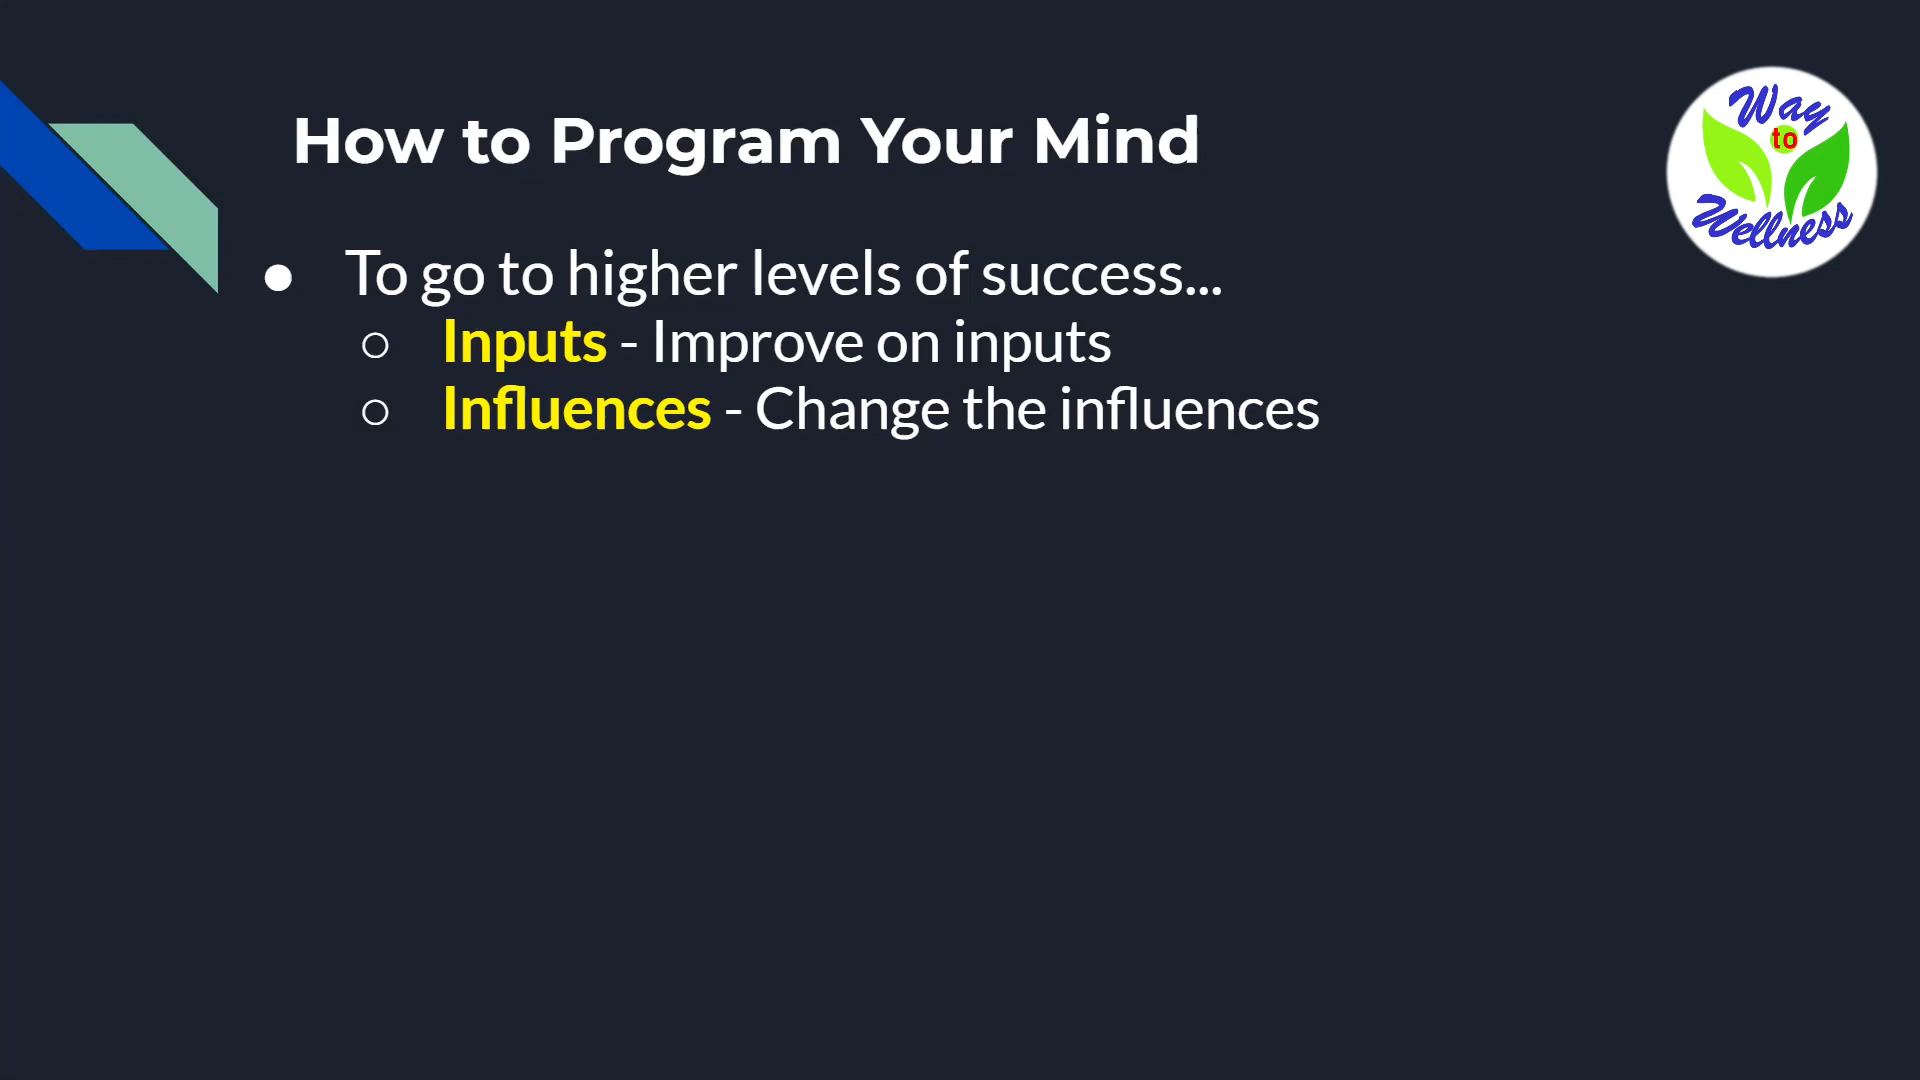 How to Program Your Mind
Way
to
Wellness
● To go to higher levels of success...
○ Inputs - Improve on inputs
○ Influences - Change the influences